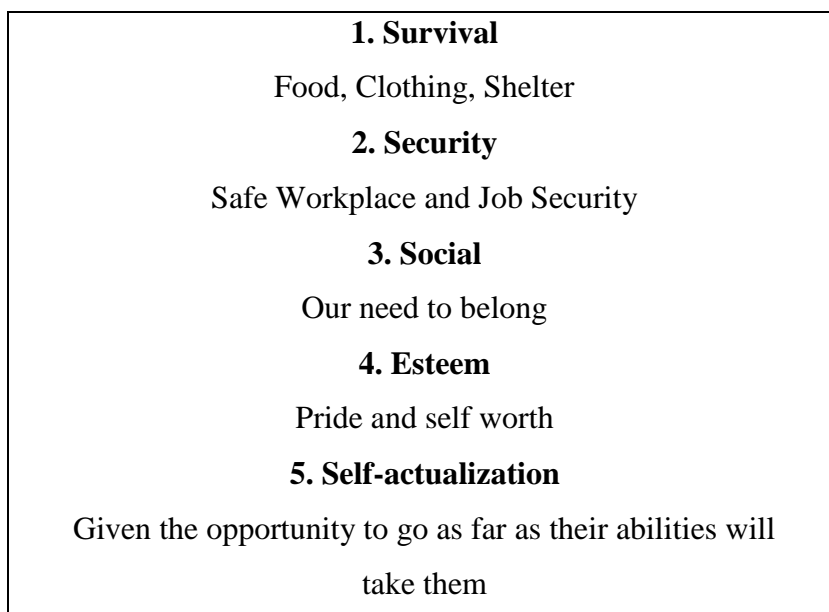 1. Survival
Food, Clothing, Shelter
2. Security
Safe Workplace and Job Security
3. Social
Our need to belong
4. Esteem
Pride and self worth
5. Self-actualization
Given the opportunity to go as far as their abilities will
take them